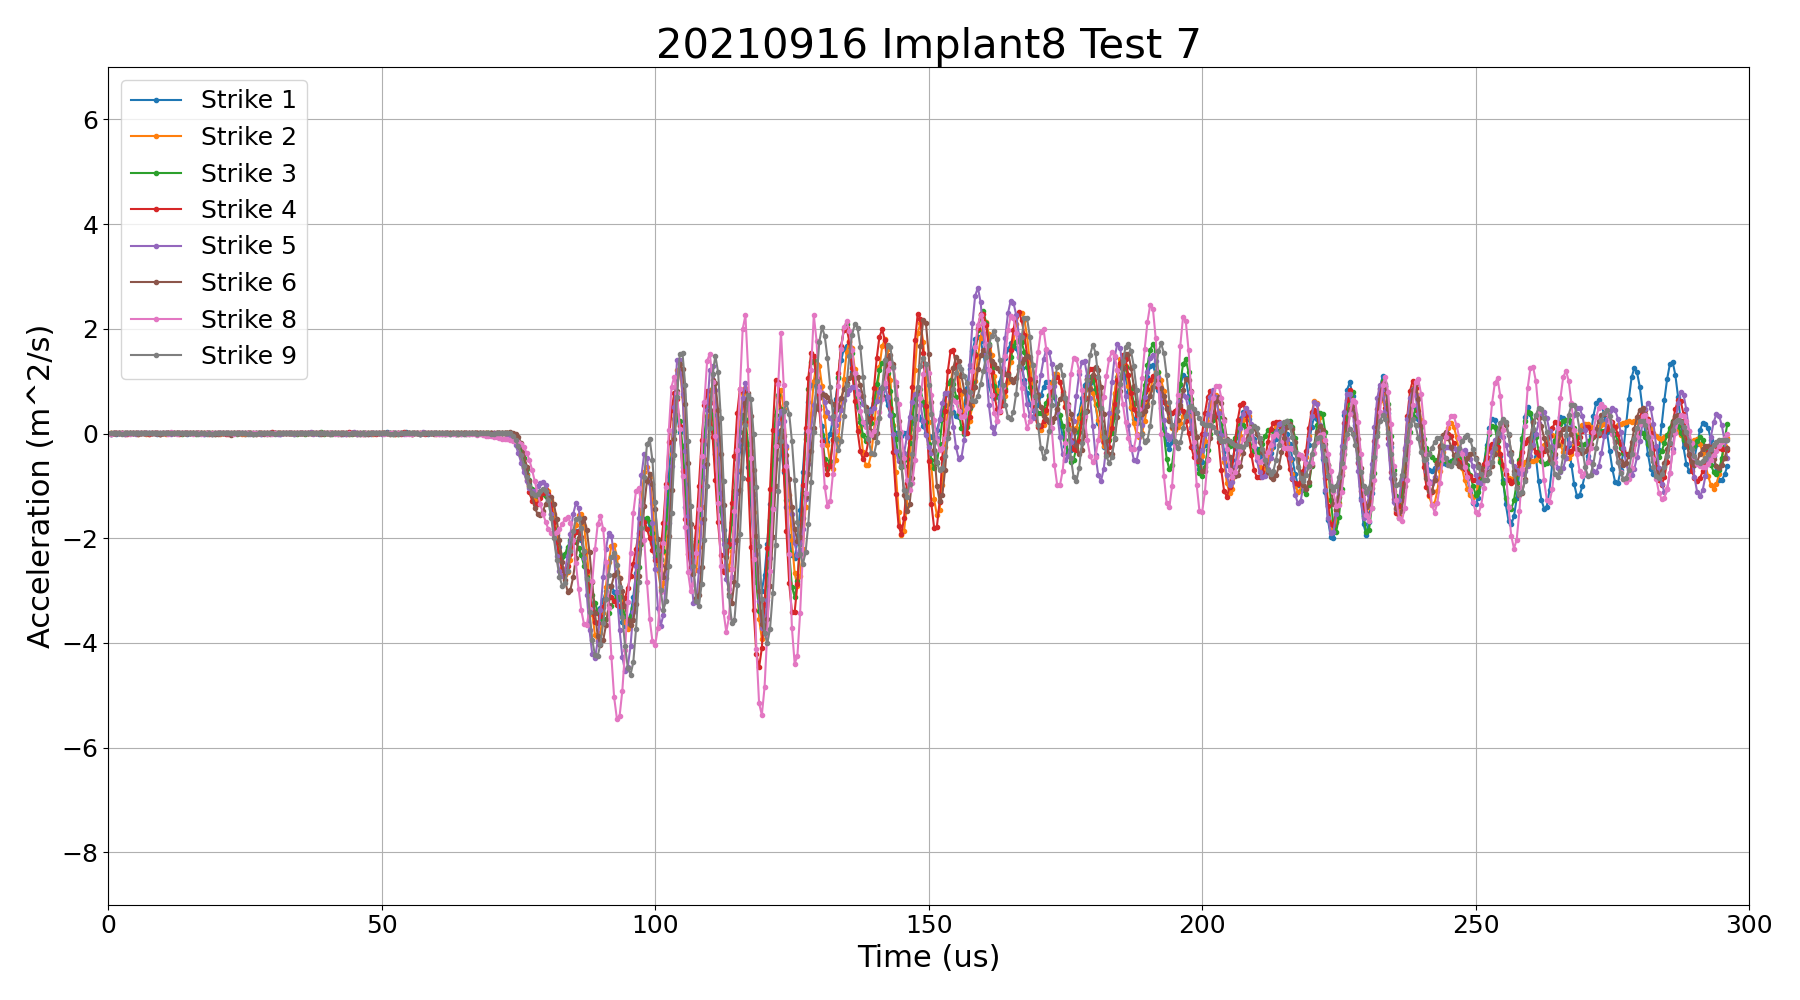 20210916 Implant8 Test 7
Strike 1
Strike 2
Strike 3
Strike 4
Strike 5
Strike 6
Strike 8
Strike 9
Acceleration (m^2/s)
6
4
2
0
−2
−4
−6
−8
0 50 100 150 200 250 300
Time (us)